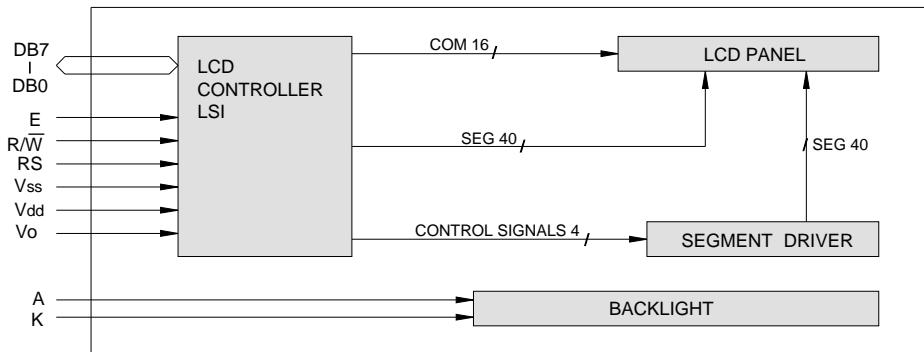 DB7
DB0
E
R/W̅
RS
Vss
Vdd
Vo
A
K
LCD
CONTROLLER
LSI
COM 16
SEG 40
CONTROL SIGNALS 4
LCD PANEL
SEG 40
SEGMENT DRIVER
BACKLIGHT